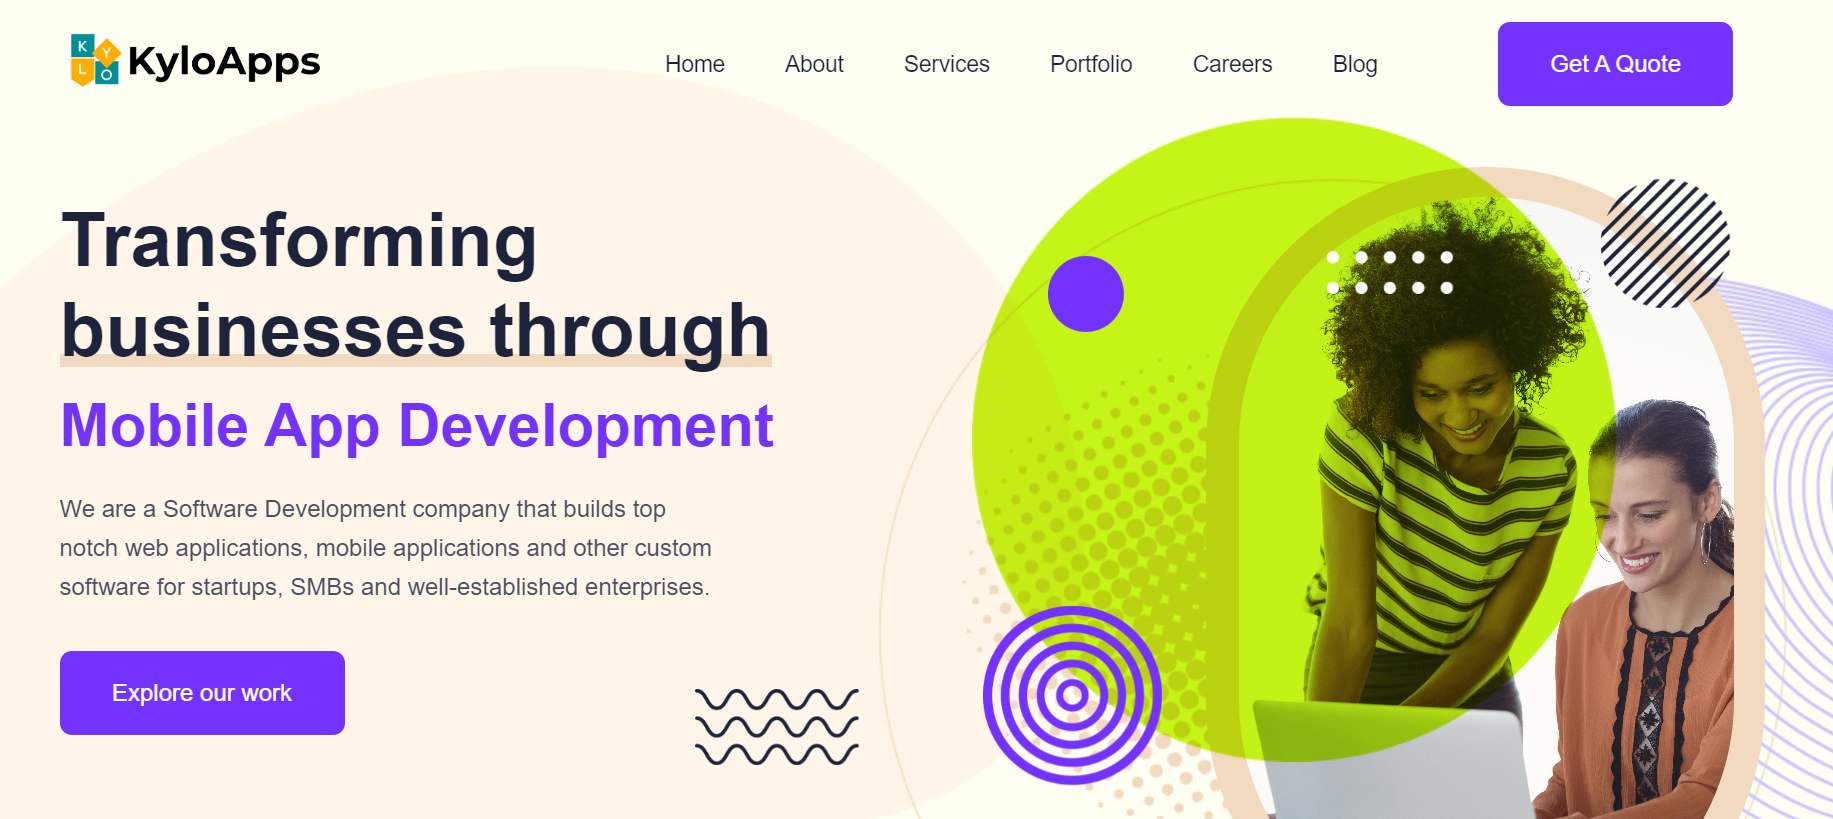 K
Y
L
O
KyloApps
Home
About
Services
Portfolio
Careers
Blog
Get A Quote
Transforming
businesses through
Mobile App Development
We are a Software Development company that builds top
notch web applications, mobile applications and other custom
software for startups, SMBs and well-established enterprises.
Explore our work